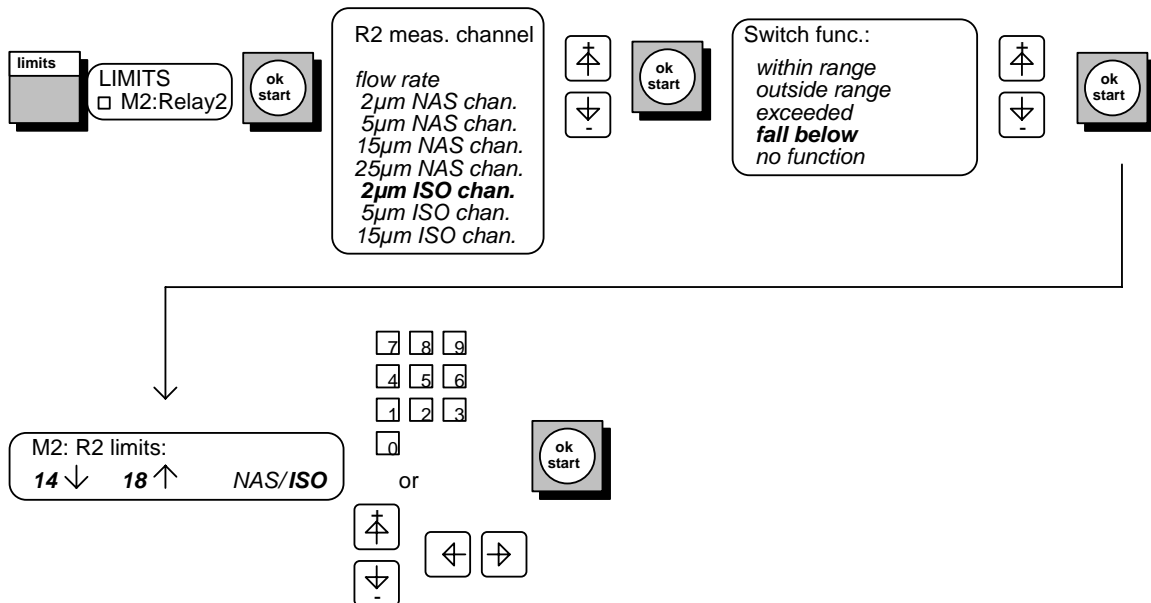 limits
LIMITS
□ M2:Relay2
ok
start
R2 meas. channel
flow rate
2µm NAS chan.
5µm NAS chan.
15µm NAS chan.
25µm NAS chan.
2µm ISO chan.
5µm ISO chan.
15µm ISO chan.
+
-
ok
start
Switch func.:
within range
outside range
exceeded
fall below
no function
+
-
ok
start
M2: R2 limits:
14 ↓ 18 ↑ NAS/ISO
7 8 9
4 5 6
1 2 3
0
or
+
-
ok
start